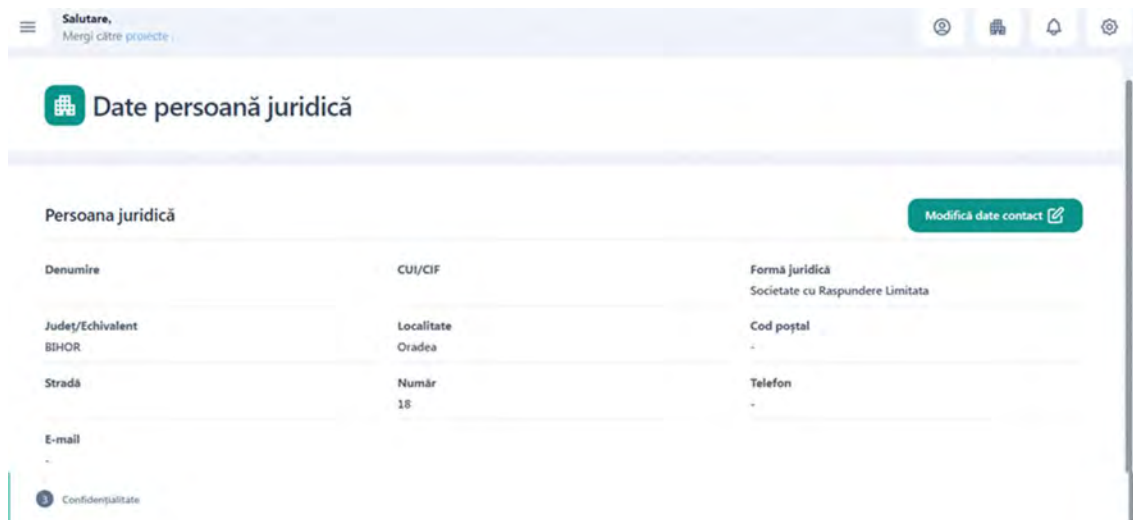 Salutare,
Mergi către proiecte
Date persoană juridică
Persoana juridică
Modifică date contact
Denumire
CUI/CIF
Formă juridică
Societate cu Raspundere Limitata
Județ/Echivalent
BIHOR
Localitate
Oradea
Cod poștal
-
Stradă
Număr
18
Telefon
-
E-mail
-
3 Confidențialitate